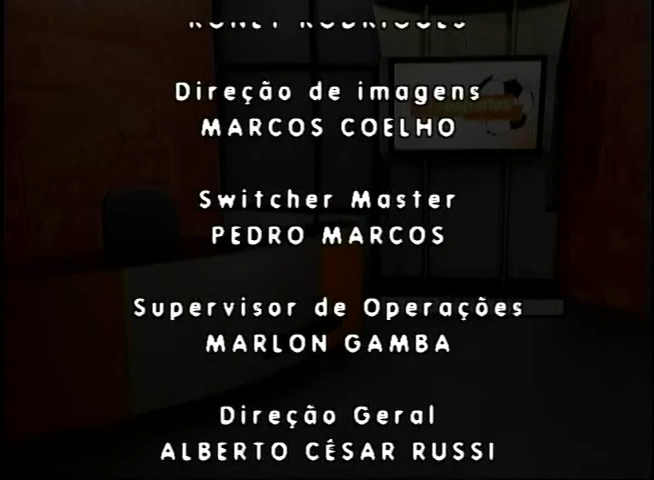 Direção de imagens
MARCOS COELHO
Switcher Master
PEDRO MARCOS
Supervisor de Operações
MARLON GAMBA
Direção Geral
ALBERTO CÉSAR RUSSI